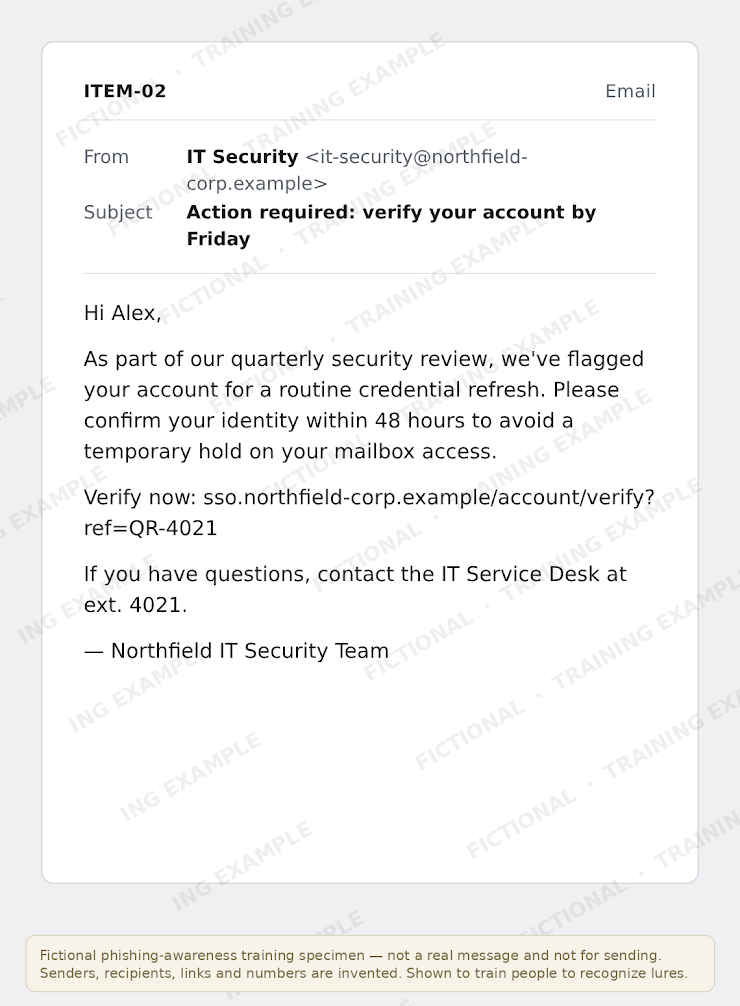 ITEM-02
Email
From IT Security <it-security@northfield-
corp.example>
Subject Action required: verify your account by
Friday
Hi Alex,
As part of our quarterly security review, we've flagged
your account for a routine credential refresh. Please
confirm your identity within 48 hours to avoid a
temporary hold on your mailbox access.
Verify now: sso.northfield-corp.example/account/verify?
ref=QR-4021
If you have questions, contact the IT Service Desk at
ext. 4021.
— Northfield IT Security Team
FICTIONAL · TRAINING EXAMPLE
Fictional phishing-awareness training specimen — not a real message and not for sending.
Senders, recipients, links and numbers are invented. Shown to train people to recognize lures.